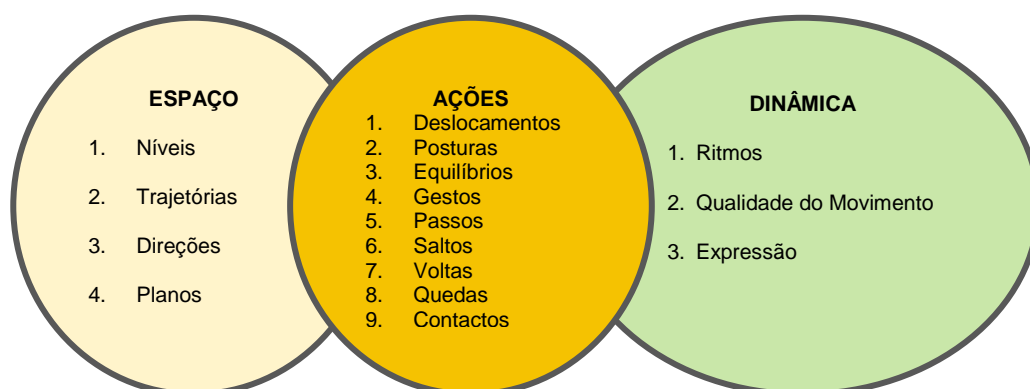 ESPAÇO
1. Níveis
2. Trajetórias
3. Direções
4. Planos
AÇÕES
1. Deslocamentos
2. Posturas
3. Equilíbrios
4. Gestos
5. Passos
6. Saltos
7. Voltas
8. Quedas
9. Contactos
DINÂMICA
1. Ritmos
2. Qualidade do Movimento
3. Expressão